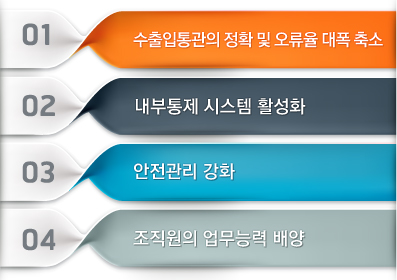 01 수출입통관의 정확 및 오류율 대폭 축소
02 내부통제 시스템 활성화
03 안전관리 강화
04 조직원의 업무능력 배양